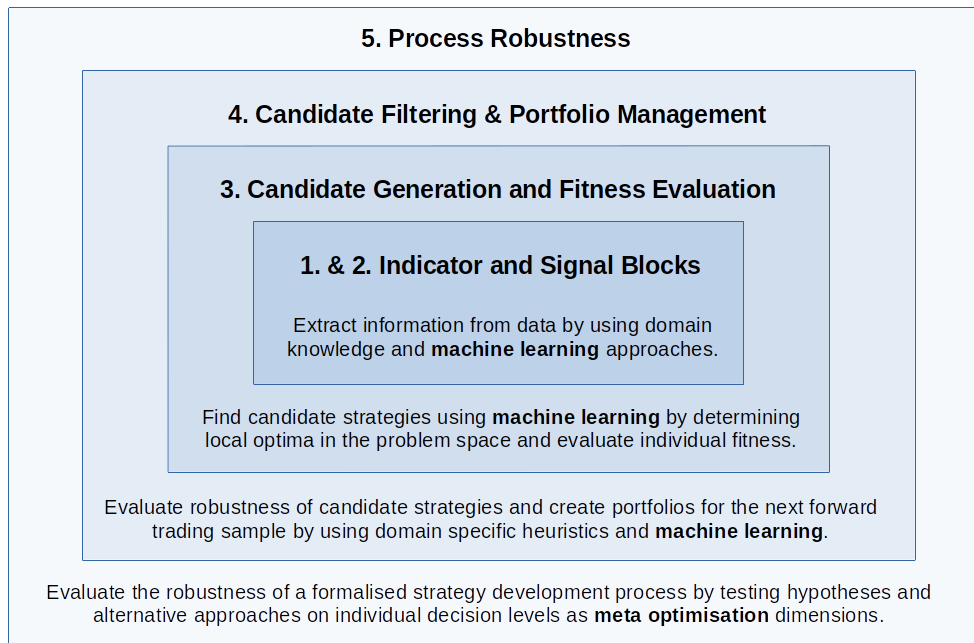 5. Process Robustness
4. Candidate Filtering & Portfolio Management
3. Candidate Generation and Fitness Evaluation
1. & 2. Indicator and Signal Blocks
Extract information from data by using domain
knowledge and machine learning approaches.
Find candidate strategies using machine learning by determining
local optima in the problem space and evaluate individual fitness.
Evaluate robustness of candidate strategies and create portfolios for the next forward
trading sample by using domain specific heuristics and machine learning.
Evaluate the robustness of a formalised strategy development process by testing hypotheses and
alternative approaches on individual decision levels as meta optimisation dimensions.